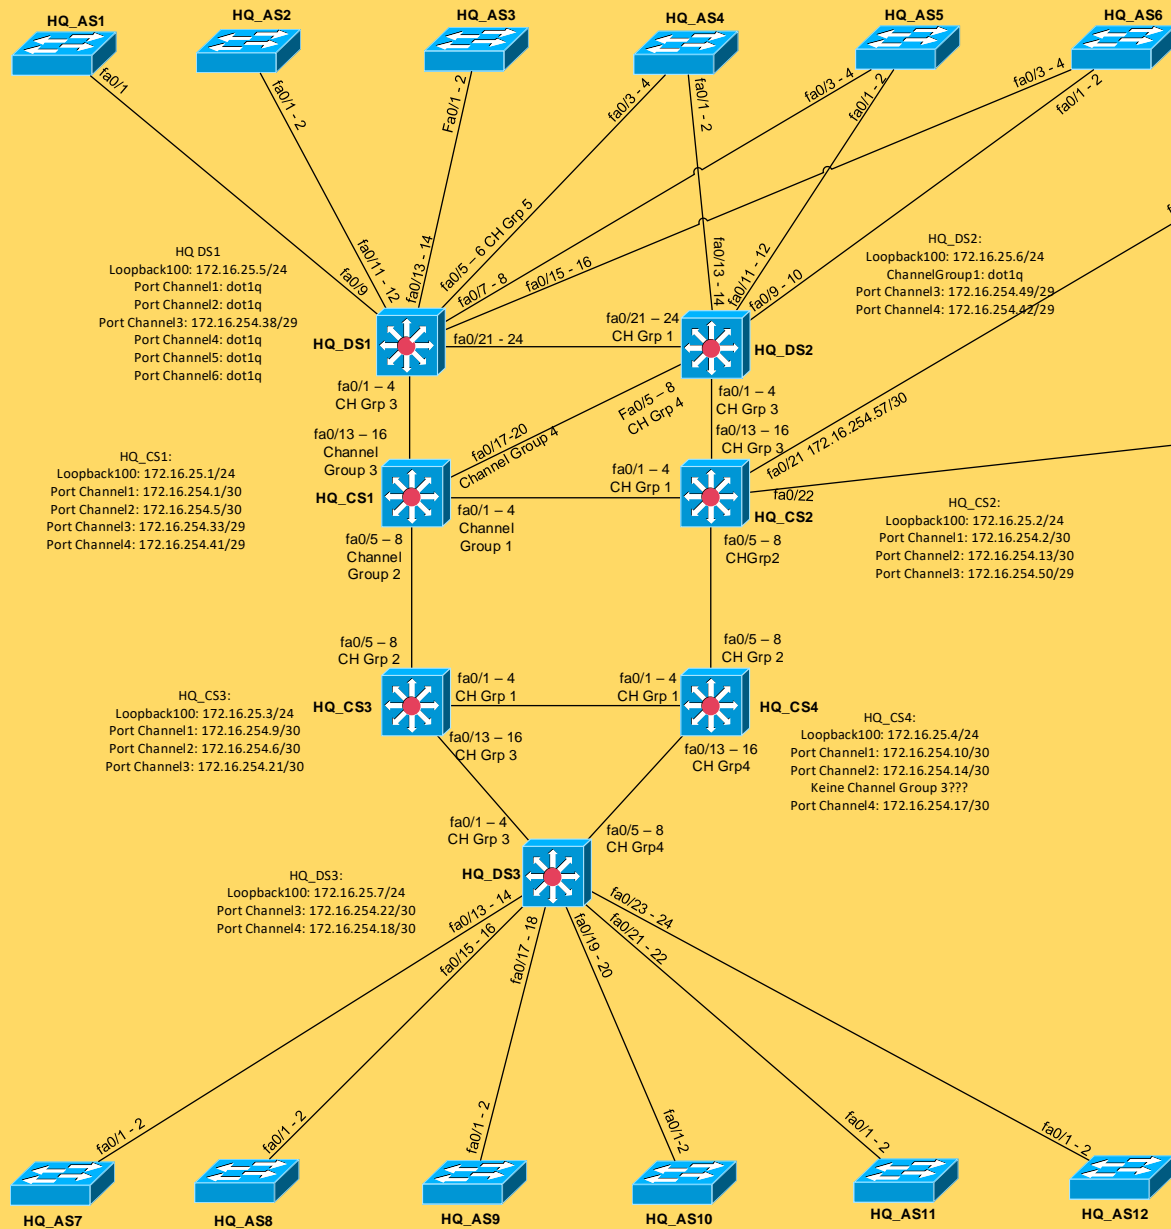 HQ_AS1
HQ_AS2
HQ_AS3
HQ_AS4
HQ_AS5
HQ_AS6
fa0/1
fa0/1 - 2
Fa0/1 - 2
fa0/3 - 4
fa0/1 - 2
fa0/3 - 4
fa0/1 - 2
fa0/3 - 4
fa0/1 - 2
HQ DS1
Loopback100: 172.16.25.5/24
Port Channel1: dot1q
Port Channel2: dot1q
Port Channel3: 172.16.254.38/29
Port Channel4: dot1q
Port Channel5: dot1q
Port Channel6: dot1q
fa0/9
fa0/11 - 12
fa0/13 - 14
fa0/5 – 6 CH Grp 5
fa0/7 - 8
fa0/15 - 16
fa0/13 - 14
fa0/11 - 12
fa0/9 - 10
HQ_DS2:
Loopback100: 172.16.25.6/24
ChannelGroup1: dot1q
Port Channel3: 172.16.254.49/29
Port Channel4: 172.16.254.42/29
HQ_DS1
fa0/21 - 24
fa0/21 - 24
CH Grp 1
HQ_DS2
fa0/1 – 4
CH Grp 3
Fa0/5 – 8
CH Grp 4
fa0/1 – 4
CH Grp 3
fa0/13 – 16
Channel
Group 3
fa0/17-20
Channel Group 4
fa0/13 – 16
CH Grp 3
fa0/21 172.16.254.57/30
fa0/22
HQ_CS1:
Loopback100: 172.16.25.1/24
Port Channel1: 172.16.254.1/30
Port Channel2: 172.16.254.5/30
Port Channel3: 172.16.254.33/29
Port Channel4: 172.16.254.41/29
HQ_CS1
fa0/1 – 4
CH Grp 1
fa0/1 – 4
Channel
Group 1
HQ_CS2
HQ_CS2:
Loopback100: 172.16.25.2/24
Port Channel1: 172.16.254.2/30
Port Channel2: 172.16.254.13/30
Port Channel3: 172.16.254.50/29
fa0/5 – 8
Channel
Group 2
fa0/5 – 8
CHGrp2
fa0/5 – 8
CH Grp 2
fa0/5 – 8
CH Grp 2
HQ_CS3:
Loopback100: 172.16.25.3/24
Port Channel1: 172.16.254.9/30
Port Channel2: 172.16.254.6/30
Port Channel3: 172.16.254.21/30
HQ_CS3
fa0/1 – 4
CH Grp 1
fa0/1 – 4
CH Grp 1
HQ_CS4
HQ_CS4:
Loopback100: 172.16.25.4/24
Port Channel1: 172.16.254.10/30
Port Channel2: 172.16.254.14/30
Keine Channel Group 3???
Port Channel4: 172.16.254.17/30
fa0/13 – 16
CH Grp 3
fa0/13 – 16
CH Grp4
fa0/1 – 4
CH Grp 3
fa0/5 – 8
CH Grp4
HQ_DS3
HQ_DS3:
Loopback100: 172.16.25.7/24
Port Channel3: 172.16.254.22/30
Port Channel4: 172.16.254.18/30
fa0/13 - 14
fa0/15 - 16
fa0/17 - 18
fa0/19 - 20
fa0/21 - 22
fa0/23 - 24
fa0/1 - 2
fa0/1 - 2
fa0/1 - 2
fa0/1-2
fa0/1 - 2
fa0/1 - 2
HQ_AS7
HQ_AS8
HQ_AS9
HQ_AS10
HQ_AS11
HQ_AS12